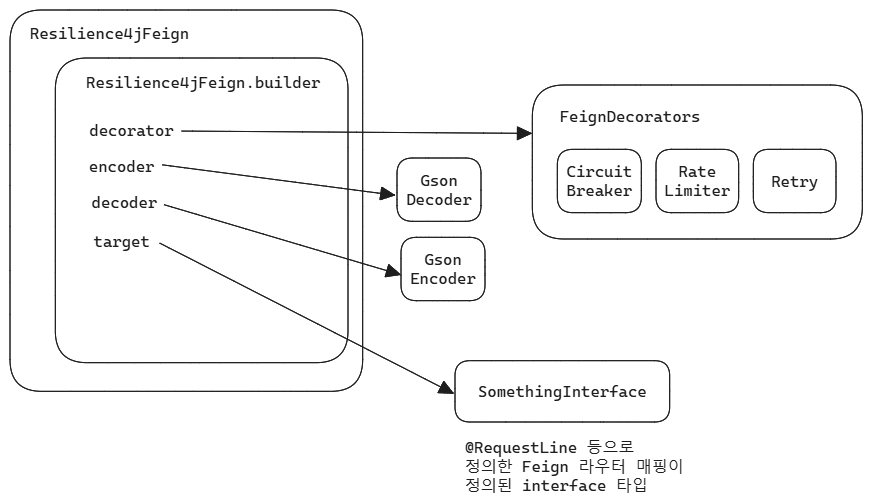 Resilience4jFeign
Resilience4jFeign.builder
decorator
encoder
decoder
target
FeignDecorators
Circuit
Breaker
Rate
Limiter
Retry
Gson
Decoder
Gson
Encoder
SomethingInterface
@RequestLine 등으로
정의한 Feign 라우터 매핑이
정의된 interface 타입